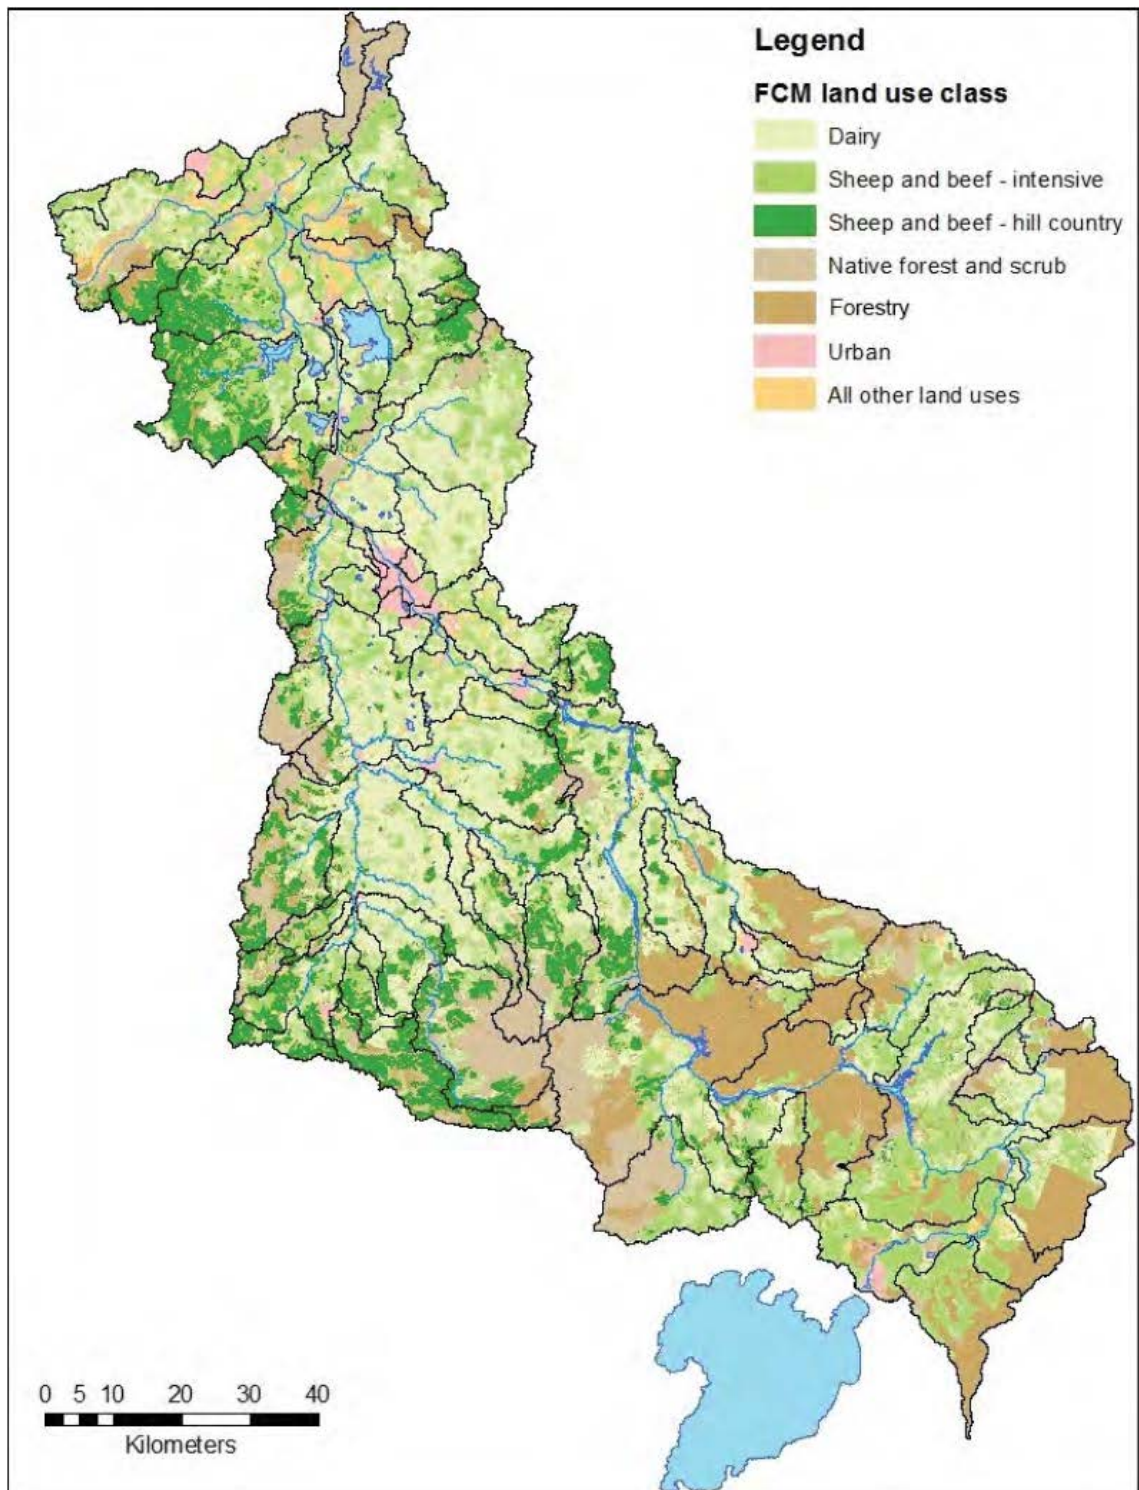 Legend
FCM land use class
Dairy
Sheep and beef - intensive
Sheep and beef - hill country
Native forest and scrub
Forestry
Urban
All other land uses
0 5 10 20 30 40
Kilometers